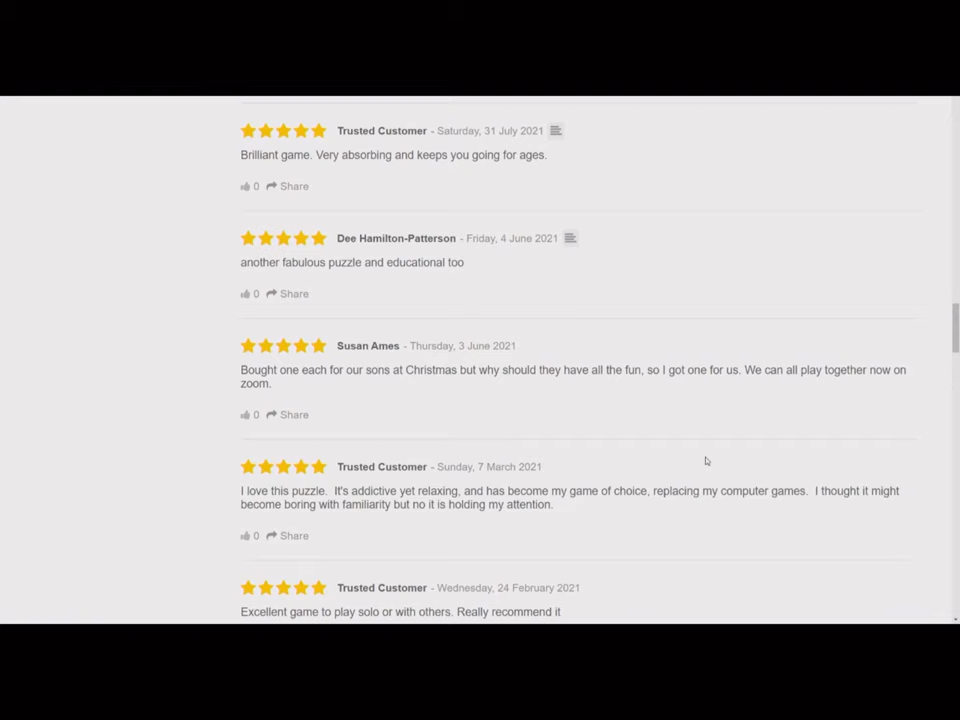 Trusted Customer - Saturday, 31 July 2021
Brilliant game. Very absorbing and keeps you going for ages.
0 Share
Dee Hamilton-Patterson - Friday, 4 June 2021
another fabulous puzzle and educational too
0 Share
Susan Ames - Thursday, 3 June 2021
Bought one each for our sons at Christmas but why should they have all the fun, so I got one for us. We can all play together now on
zoom.
0 Share
Trusted Customer - Sunday, 7 March 2021
I love this puzzle.  It's addictive yet relaxing, and has become my game of choice, replacing my computer games.  I thought it might
become boring with familiarity but no it is holding my attention.
0 Share
Trusted Customer - Wednesday, 24 February 2021
Excellent game to play solo or with others. Really recommend it